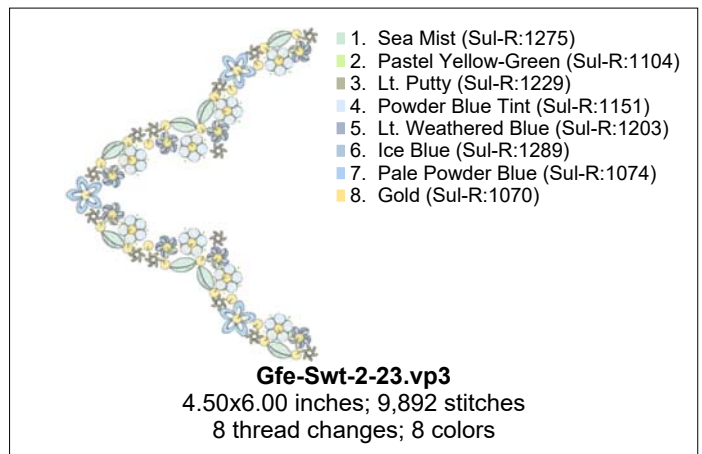 1. Sea Mist (Sul-R:1275)
2. Pastel Yellow-Green (Sul-R:1104)
3. Lt. Putty (Sul-R:1229)
4. Powder Blue Tint (Sul-R:1151)
5. Lt. Weathered Blue (Sul-R:1203)
6. Ice Blue (Sul-R:1289)
7. Pale Powder Blue (Sul-R:1074)
8. Gold (Sul-R:1070)
Gfe-Swt-2-23.vp3
4.50x6.00 inches; 9,892 stitches
8 thread changes; 8 colors